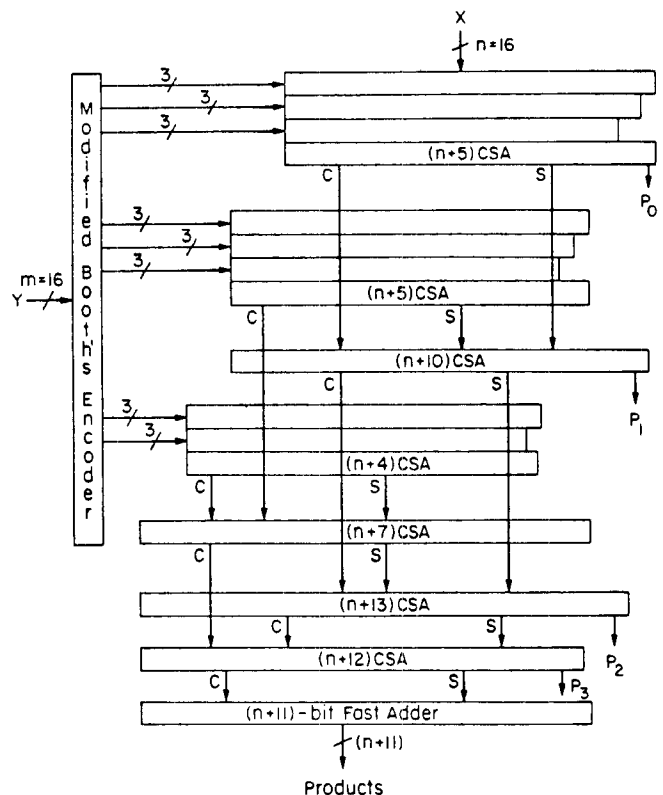 X
n=16
3
3
3
(n+5)CSA
C
S
P0
3
3
3
m=16
Y
Modified Booth's Encoder
(n+5)CSA
C
S
(n+10)CSA
C
S
P1
3
3
(n+4)CSA
C
S
(n+7)CSA
C
S
(n+13)CSA
C
S
P2
(n+12)CSA
C
S
P3
(n+11)-bit Fast Adder
(n+11)
Products